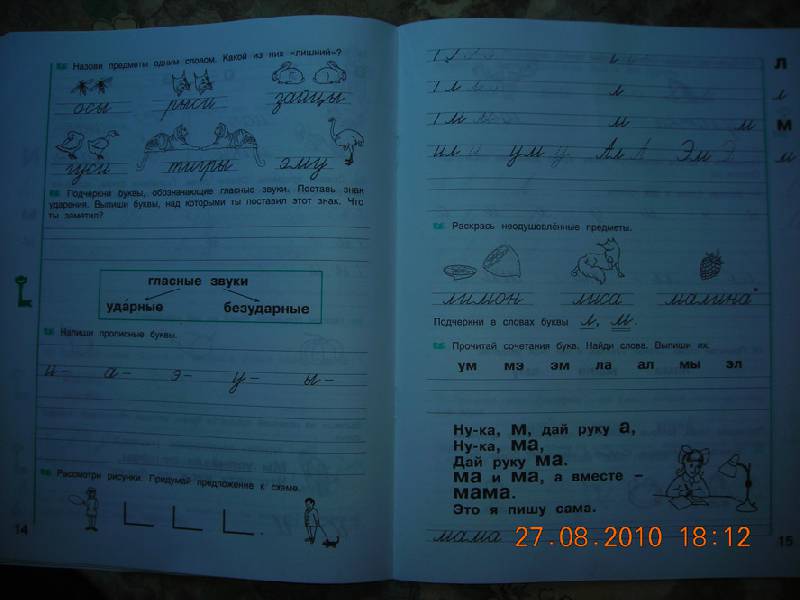 Назови предметы одним словом. Какой из них «лишний»?
осы рыси зайцы
гуси тигры эму
Подчеркни буквы, обозначающие гласные звуки. Поставь знак
ударения. Выпиши буквы, над которыми ты поставил этот знак. Что
ты заметил?
гласные звуки
ударные безударные
Напиши прописные буквы.
и – а – э – у – ы –
Рассмотри рисунки. Придумай предложение к схеме.
14
Л
л
М
м
л
м м
ил ум у Ал А Эм Э
Раскрась неодушевлённые предметы.
лимон лиса малина
Подчеркни в словах буквы л, м.
Прочитай сочетания букв. Найди слова. Выпиши их.
ум мэ эм ла ал мы эл
Ну-ка, м, дай руку а,
Ну-ка, ма,
Дай руку ма.
ма и ма, а вместе –
мама.
Это я пишу сама.
мама
27.08.2010 18:12
15